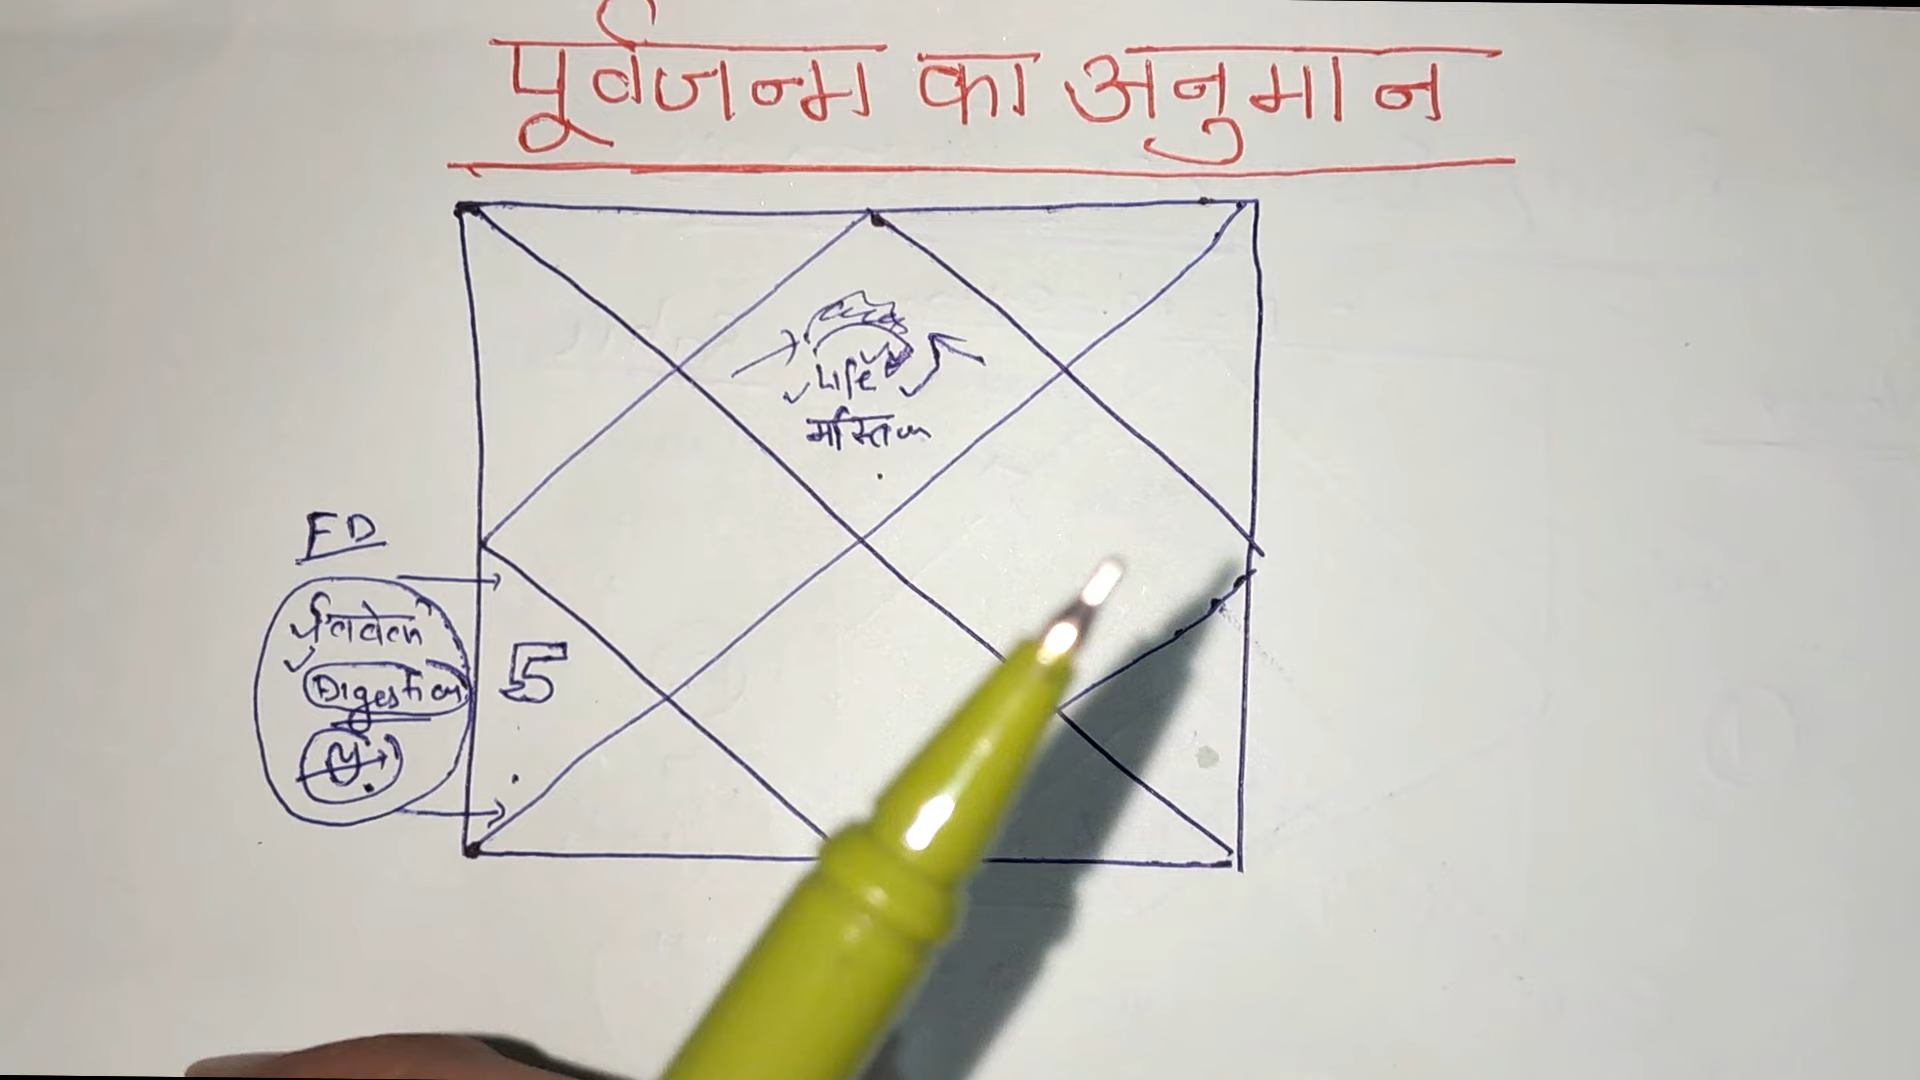 पूर्वजन्म का अनुमान
Life
मस्तिक
FD
Digestion
5